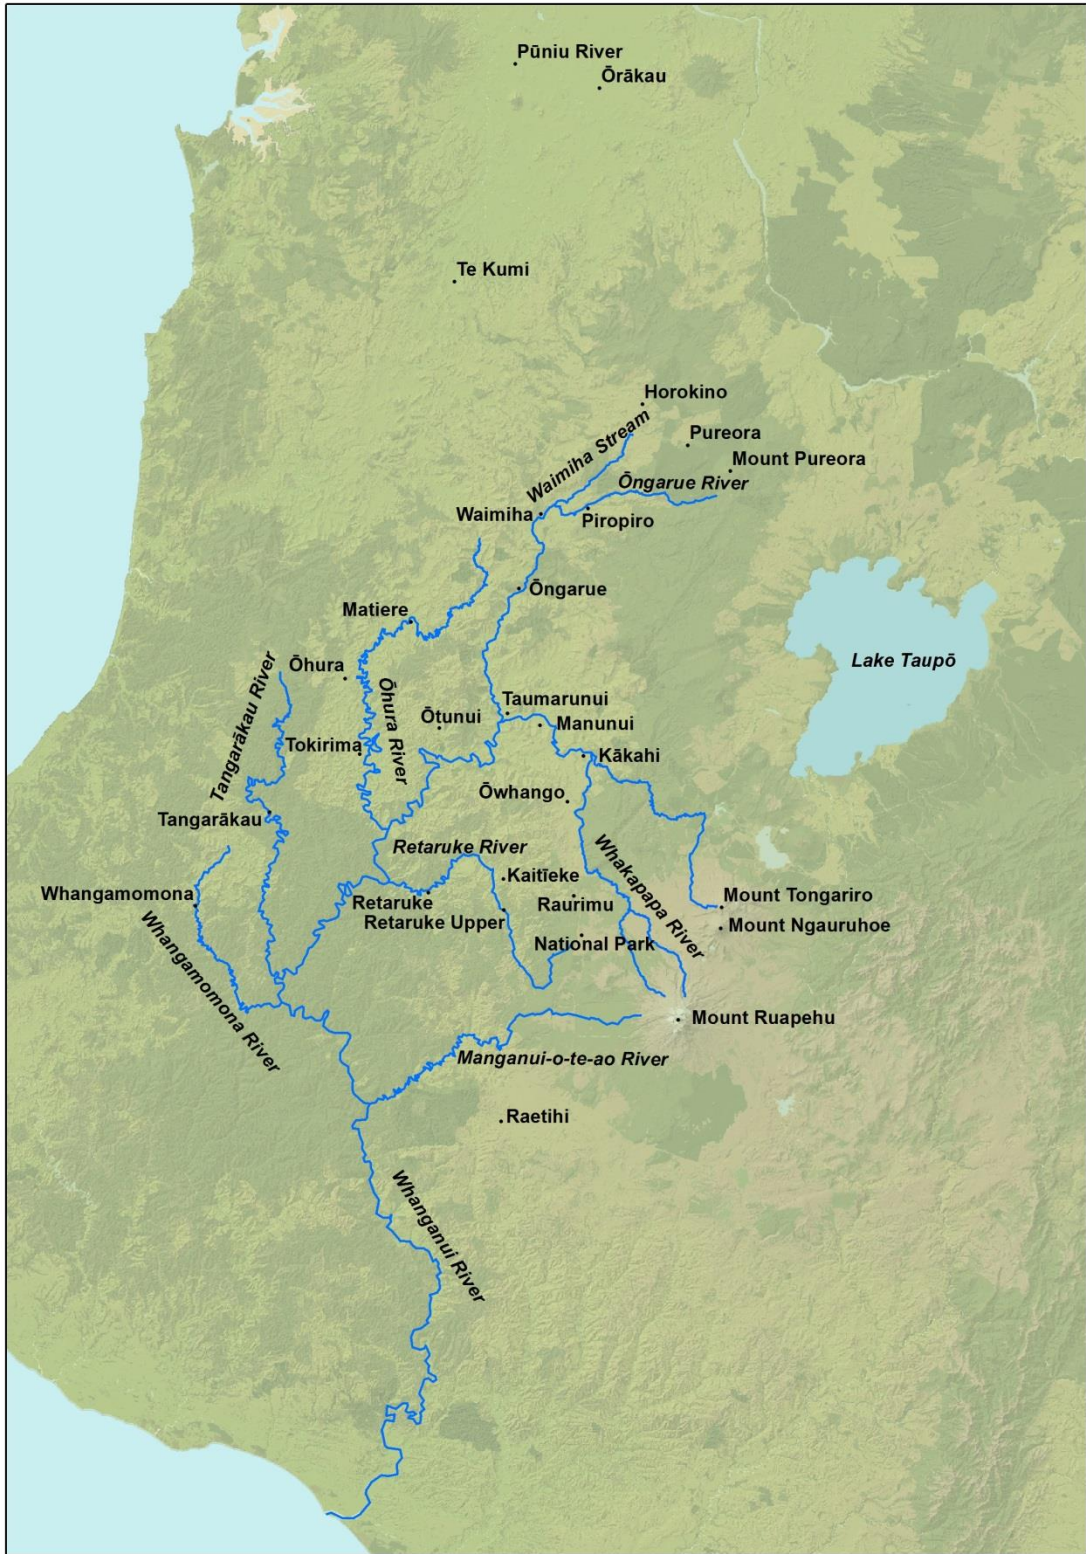 Pūniu River
Ōrākau
Te Kumi
Horokino
Waimiha Stream
Pureora
Mount Pureora
Ōngarue River
Waimiha
Piropiro
Ōngarue
Matiere
Tangarākau River
Ōhura
Ōhura River
Lake Taupō
Taumarunui
Ōtunui
Manunui
Tokirima
Kākahi
Ōwhango
Tangarākau
Retaruke River
Whakapapa River
Kaitīeke
Whangamomona
Retaruke
Raurimu
Mount Tongariro
Retaruke Upper
Mount Ngauruhoe
National Park
Whangamomona River
Mount Ruapehu
Manganui-o-te-ao River
Raetihi
Whanganui River